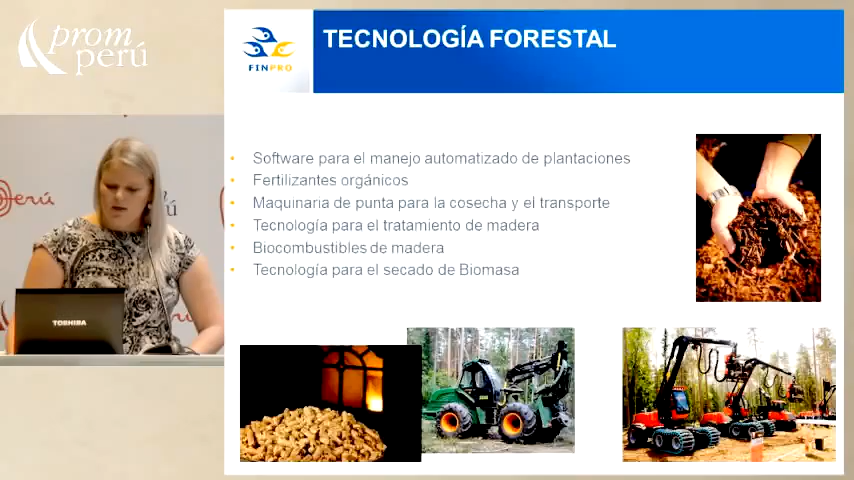 prom
perú
TECNOLOGÍA FORESTAL
FINPRO
Software para el manejo automatizado de plantaciones
Fertilizantes orgánicos
Maquinaria de punta para la cosecha y el transporte
Tecnología para el tratamiento de madera
Biocombustibles de madera
Tecnología para el secado de Biomasa
TOSHIBA